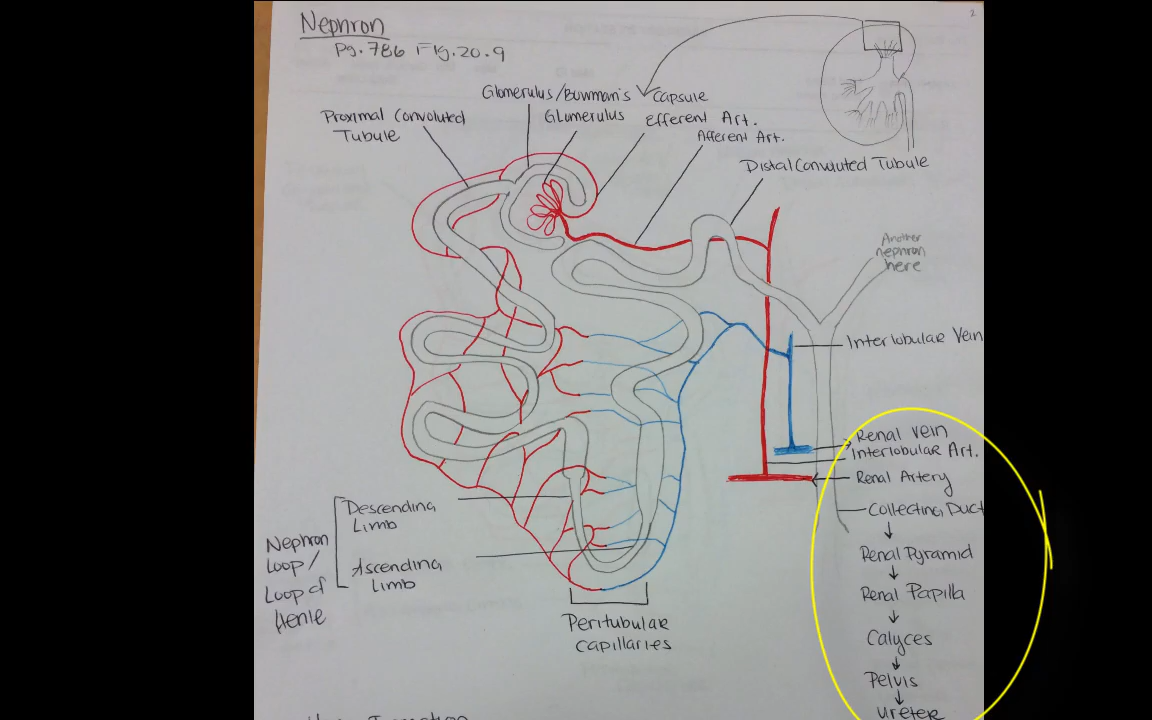 2
Nephron
Pg. 786 Fig. 20.9
Glomerulus/Bowman's Capsule
Proximal Convoluted
Tubule
Glomerulus
Efferent Art.
Afferent Art.
Distal Convoluted Tubule
Another
nephron
here
Interlobular Vein
Renal Vein
Interlobular Art.
Renal Artery
Collecting Duct
Renal Pyramid
Renal Papilla
Calyces
Pelvis
Ureter
Nephron
Loop/
Loop of
Henle
Descending
Limb
Ascending
Limb
Peritubular
capillaries